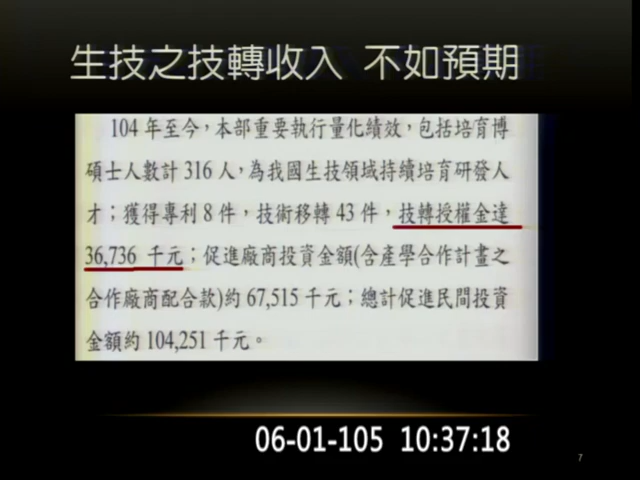 生技之技轉收入 不如預期
104年至今，本部重要執行量化績效，包括培育博
碩士人數計316人，為我國生技領域持續培育研發人
才；獲得專利8件，技術移轉43件，技轉授權金達
36,736 千元；促進廠商投資金額(含產學合作計畫之
合作廠商配合款)約67,515千元；總計促進民間投資
金額約104,251千元。
06-01-105 10:37:18
7